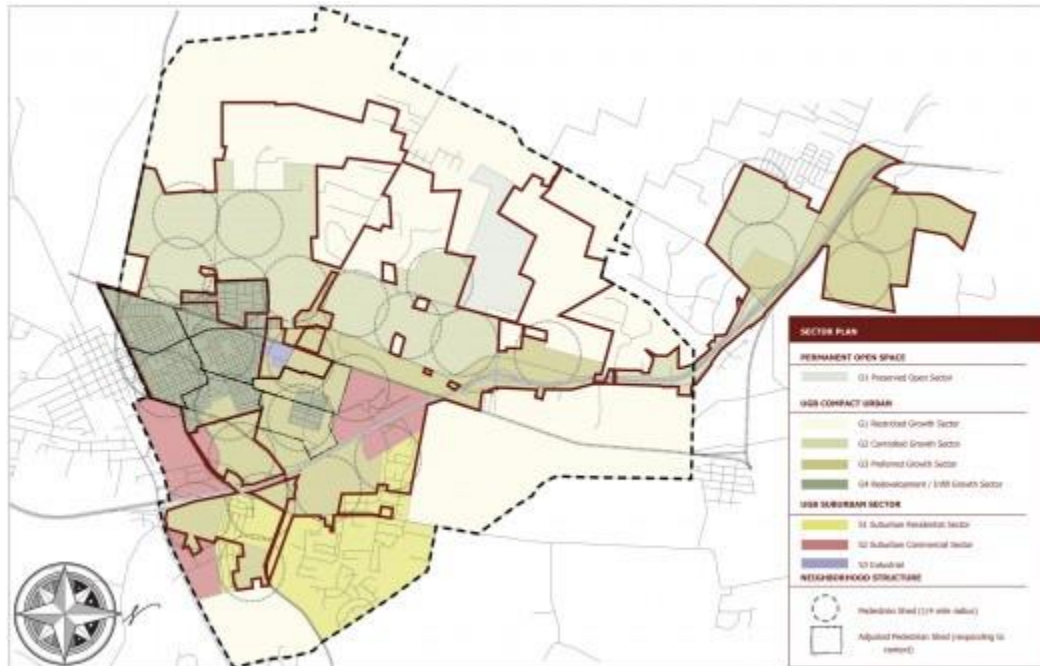 SECTOR PLAN
PERMANENT OPEN SPACE
G1 Preserved Open Sector
UGB COMPACT URBAN
G1 Restricted Growth Sector
G2 Controlled Growth Sector
G3 Preferred Growth Sector
G4 Redevelopment / Infill Growth Sector
UGB SUBURBAN SECTOR
S1 Suburban Residential Sector
S2 Suburban Commercial Sector
S3 Industrial
NEIGHBORHOOD STRUCTURE
Pedestrian Shed (1/4 mile radius)
Adjusted Pedestrian Shed (responding to
context)